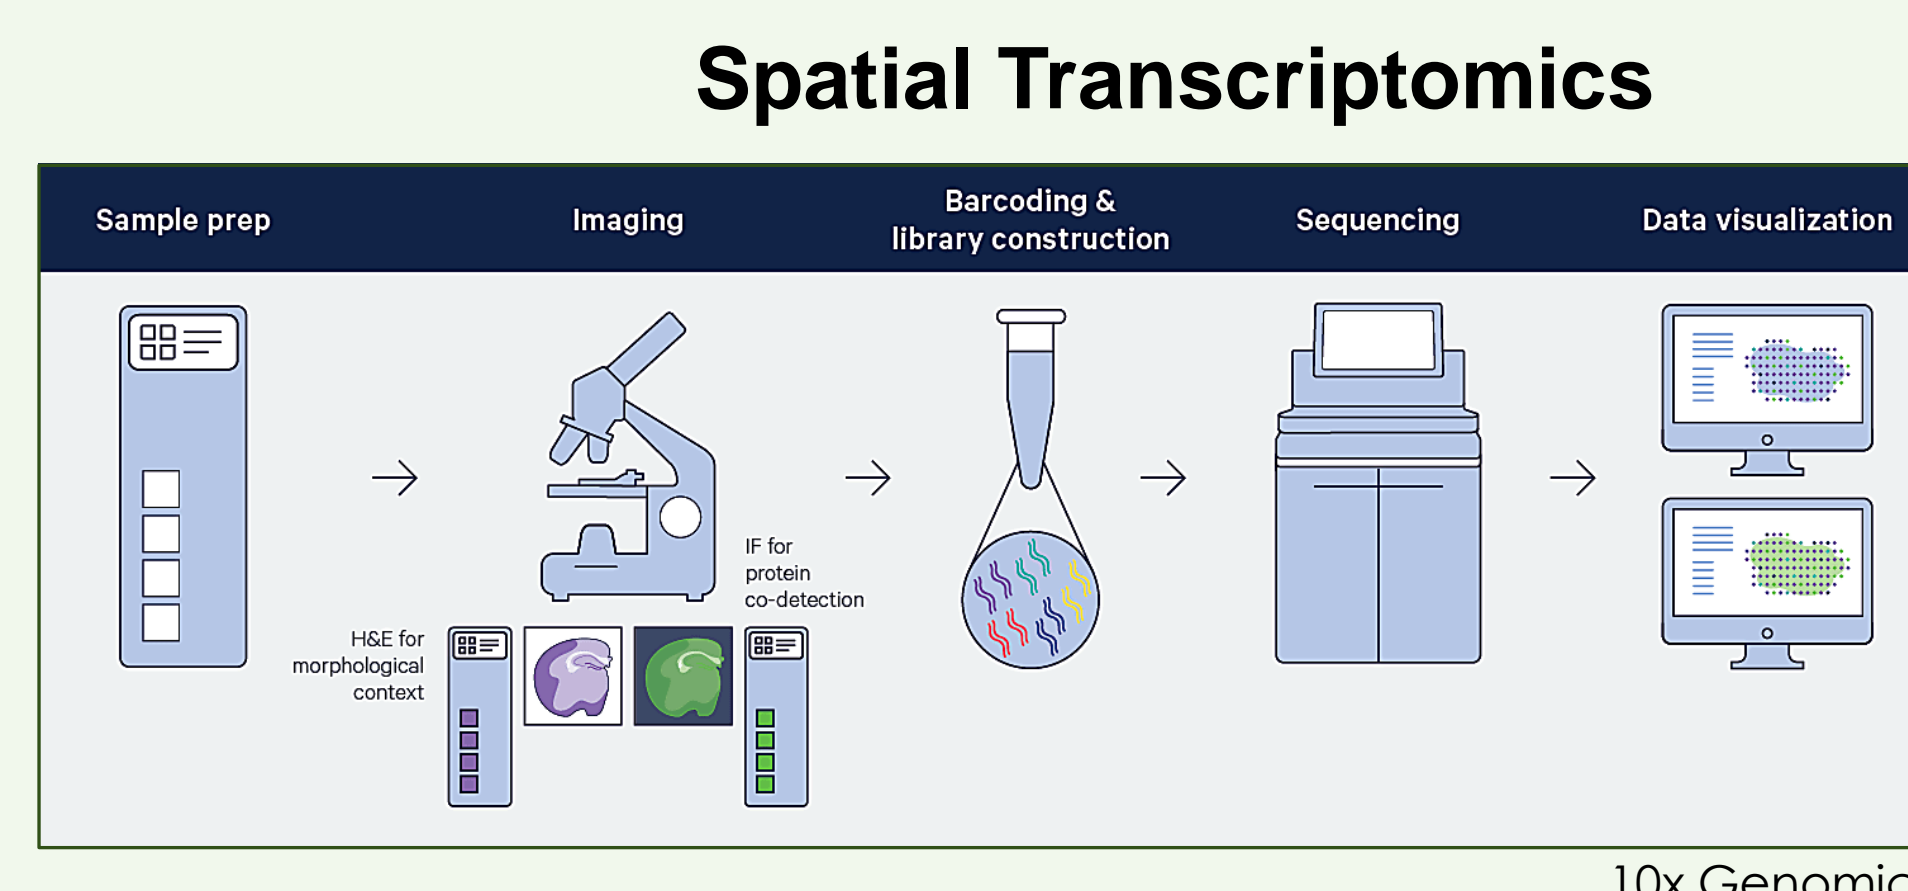 Spatial Transcriptomics
Sample prep
Imaging
Barcoding &
library construction
Sequencing
Data visualization
IF for
protein
co-detection
H&E for
morphological
context
10x